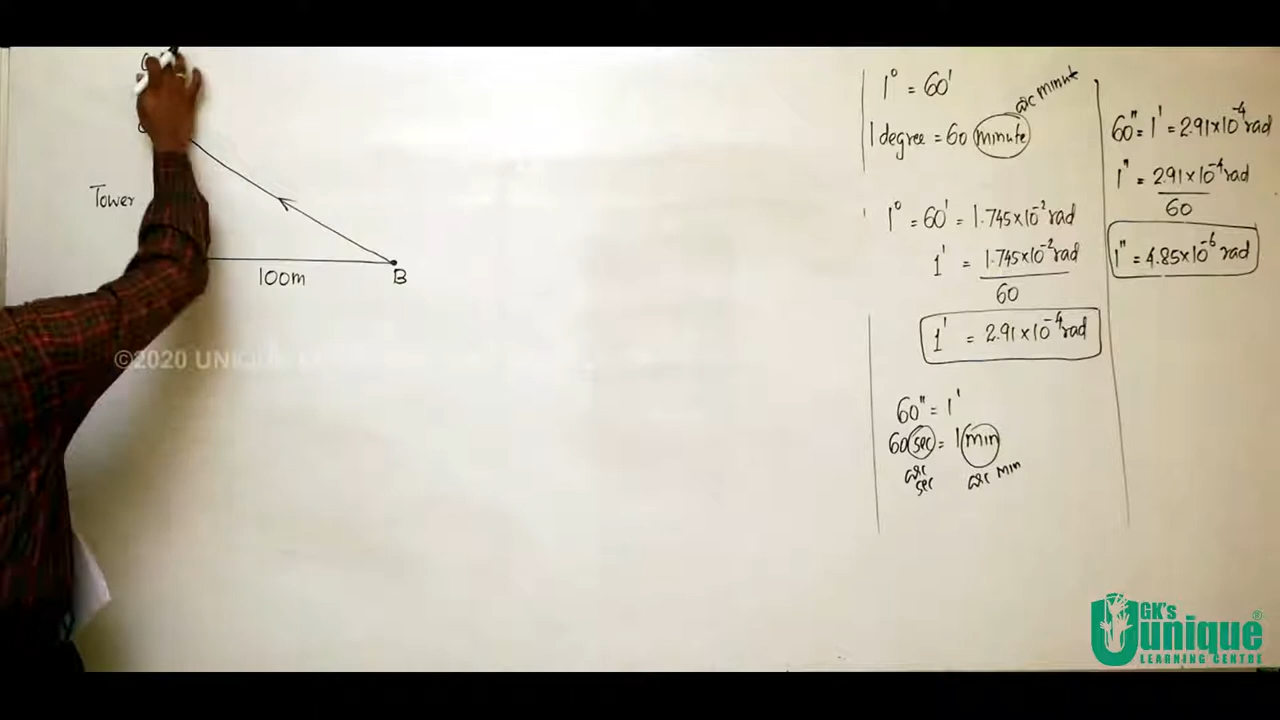 Tower
100m
B
1° = 60'
1 degree = 60 minute
arc minut
1° = 60' = 1.745×10⁻² rad
1' = 1.745×10⁻² rad
60
1' = 2.91×10⁻⁴ rad
60" = 1'
60 sec = 1 min
arc sec
arc min
60" = 1' = 2.91×10⁻⁴ rad
1" = 2.91×10⁻⁴ rad
60
1" = 4.85×10⁻⁶ rad
©2020 UNIQUE
GK's
unique®
LEARNING CENTRE